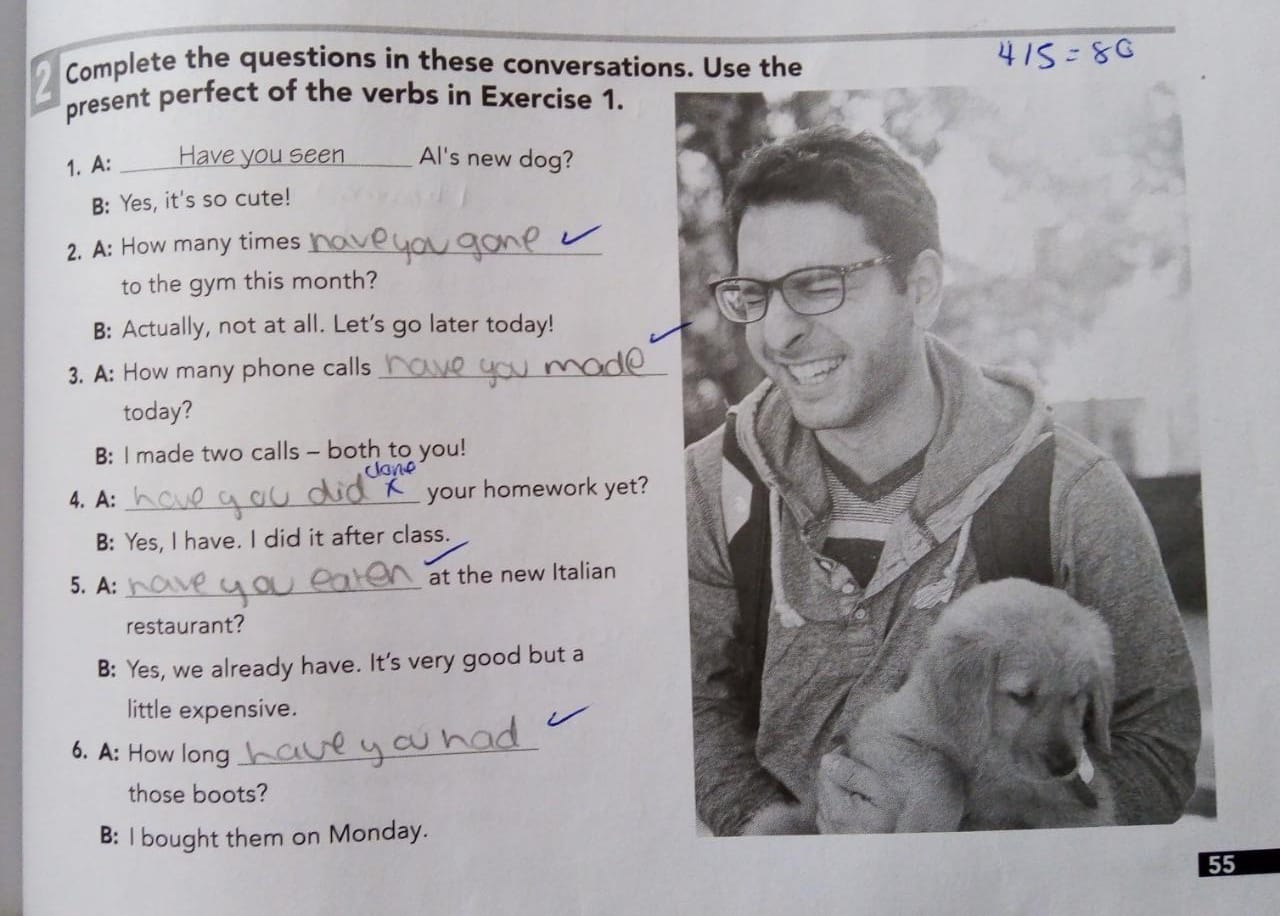 4/5 = 80
2 Complete the questions in these conversations. Use the
present perfect of the verbs in Exercise 1.
1. A: Have you seen Al's new dog?
B: Yes, it's so cute!
2. A: How many times have you gone ✓
to the gym this month?
B: Actually, not at all. Let's go later today!
3. A: How many phone calls have you made ✓
today?
B: I made two calls – both to you!
done
4. A: have you did x your homework yet?
B: Yes, I have. I did it after class.
5. A: have you eaten ✓ at the new Italian
restaurant?
B: Yes, we already have. It's very good but a
little expensive.
6. A: How long have you had ✓
those boots?
B: I bought them on Monday.
55